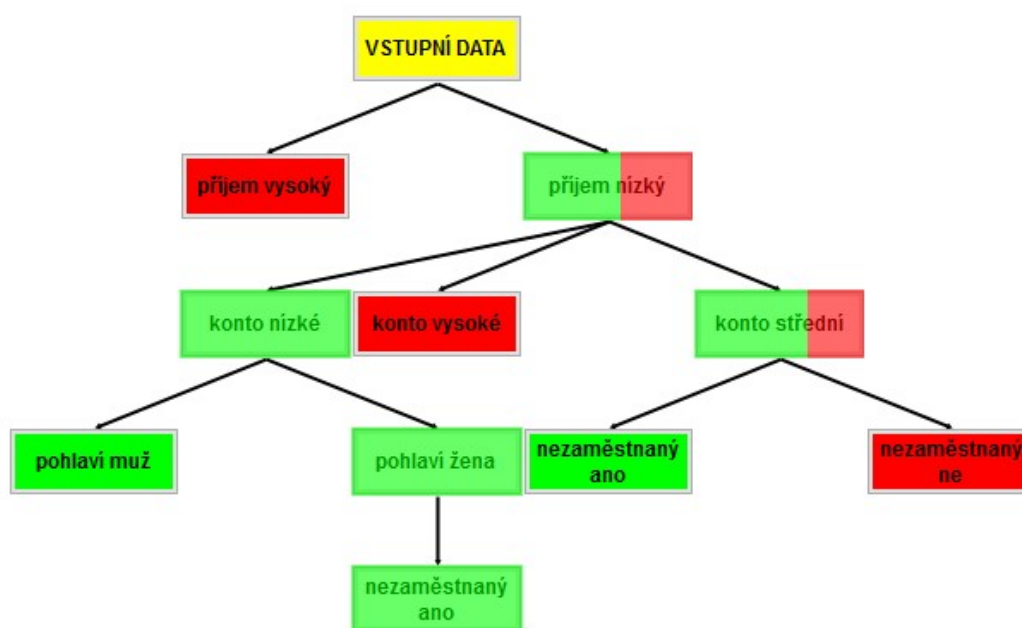 VSTUPNÍ DATA
příjem vysoký
příjem nízký
konto nízké
konto vysoké
konto střední
pohlaví muž
pohlaví žena
nezaměstnaný
ano
nezaměstnaný
ne
nezaměstnaný
ano